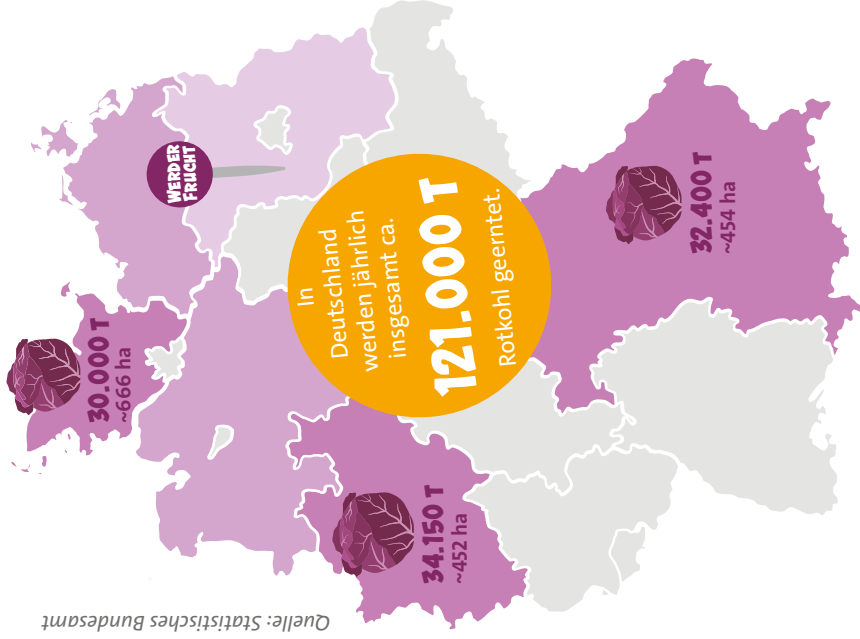 WERDER
FRUCHT
30.000 T
~666 ha
In
Deutschland
werden jährlich
insgesamt ca.
121.000 T
Rotkohl geerntet.
34.150 T
~452 ha
32.400 T
~454 ha
Quelle: Statistisches Bundesamt